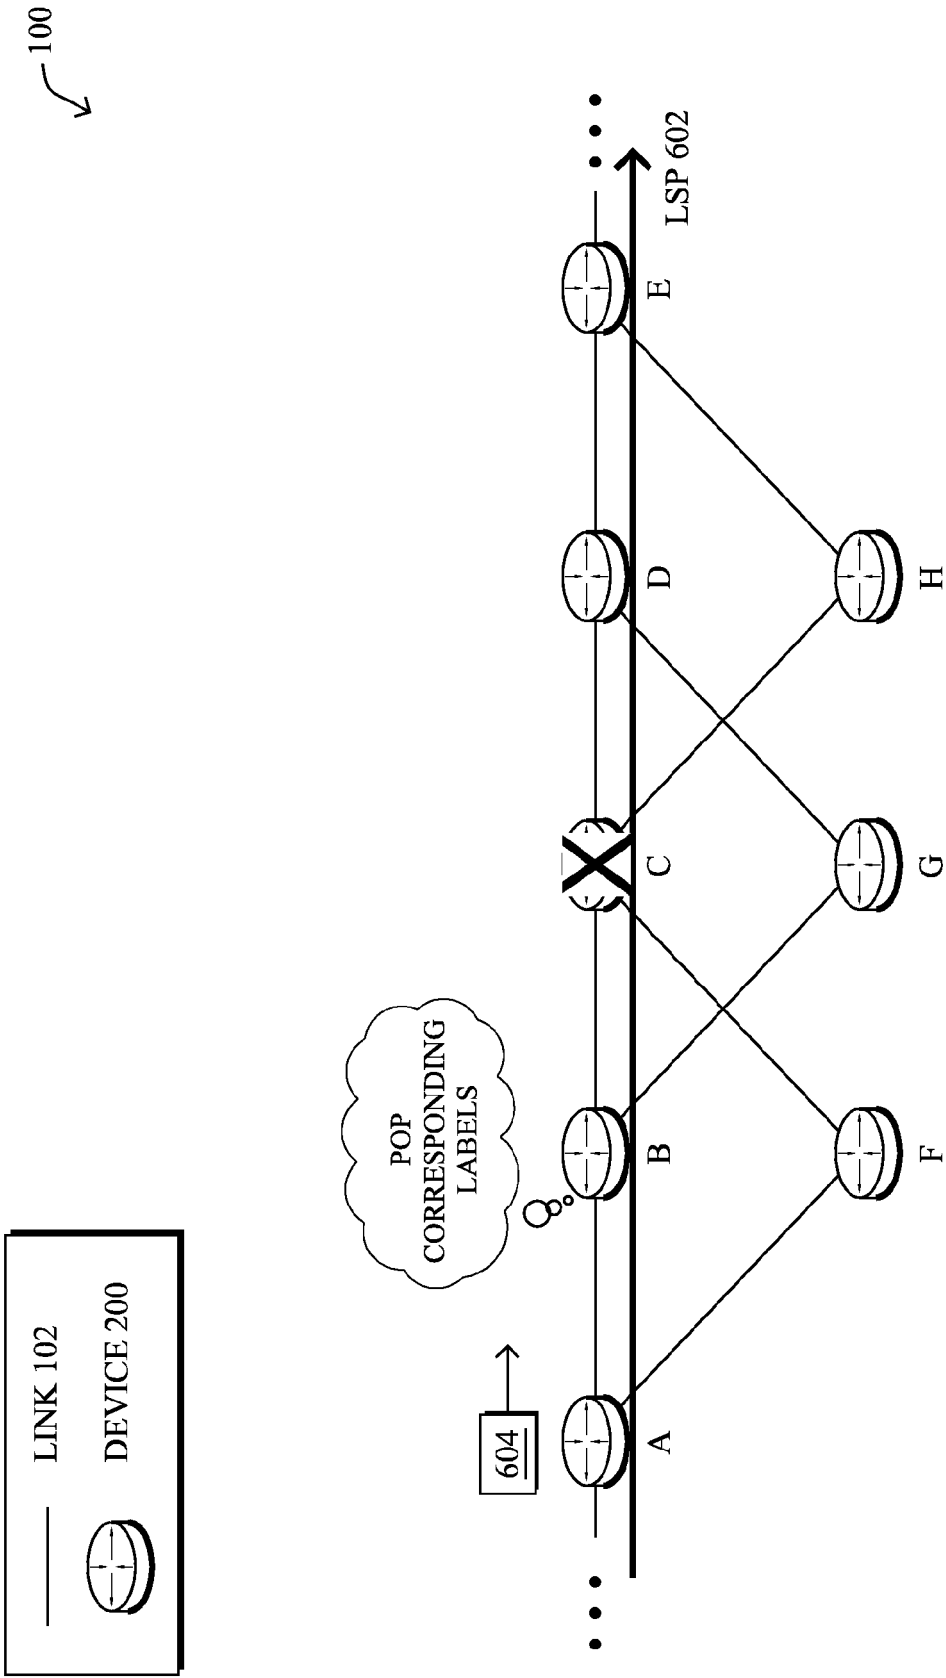 100
LINK 102
DEVICE 200
604
POP
CORRESPONDING
LABELS
A
B
C
D
E
LSP 602
F
G
H